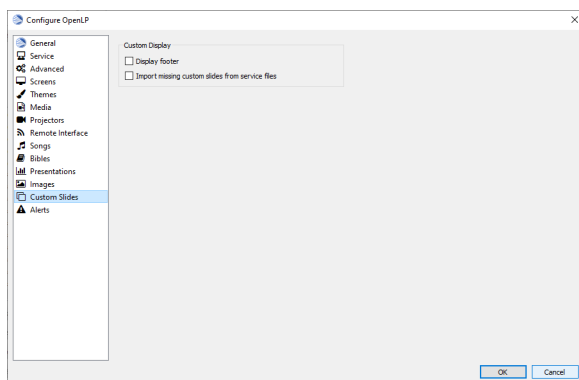 Configure OpenLP
General
Service
Advanced
Screens
Themes
Media
Projectors
Remote Interface
Songs
Bibles
Presentations
Images
Custom Slides
Alerts
Custom Display
Display footer
Import missing custom slides from service files
OK
Cancel